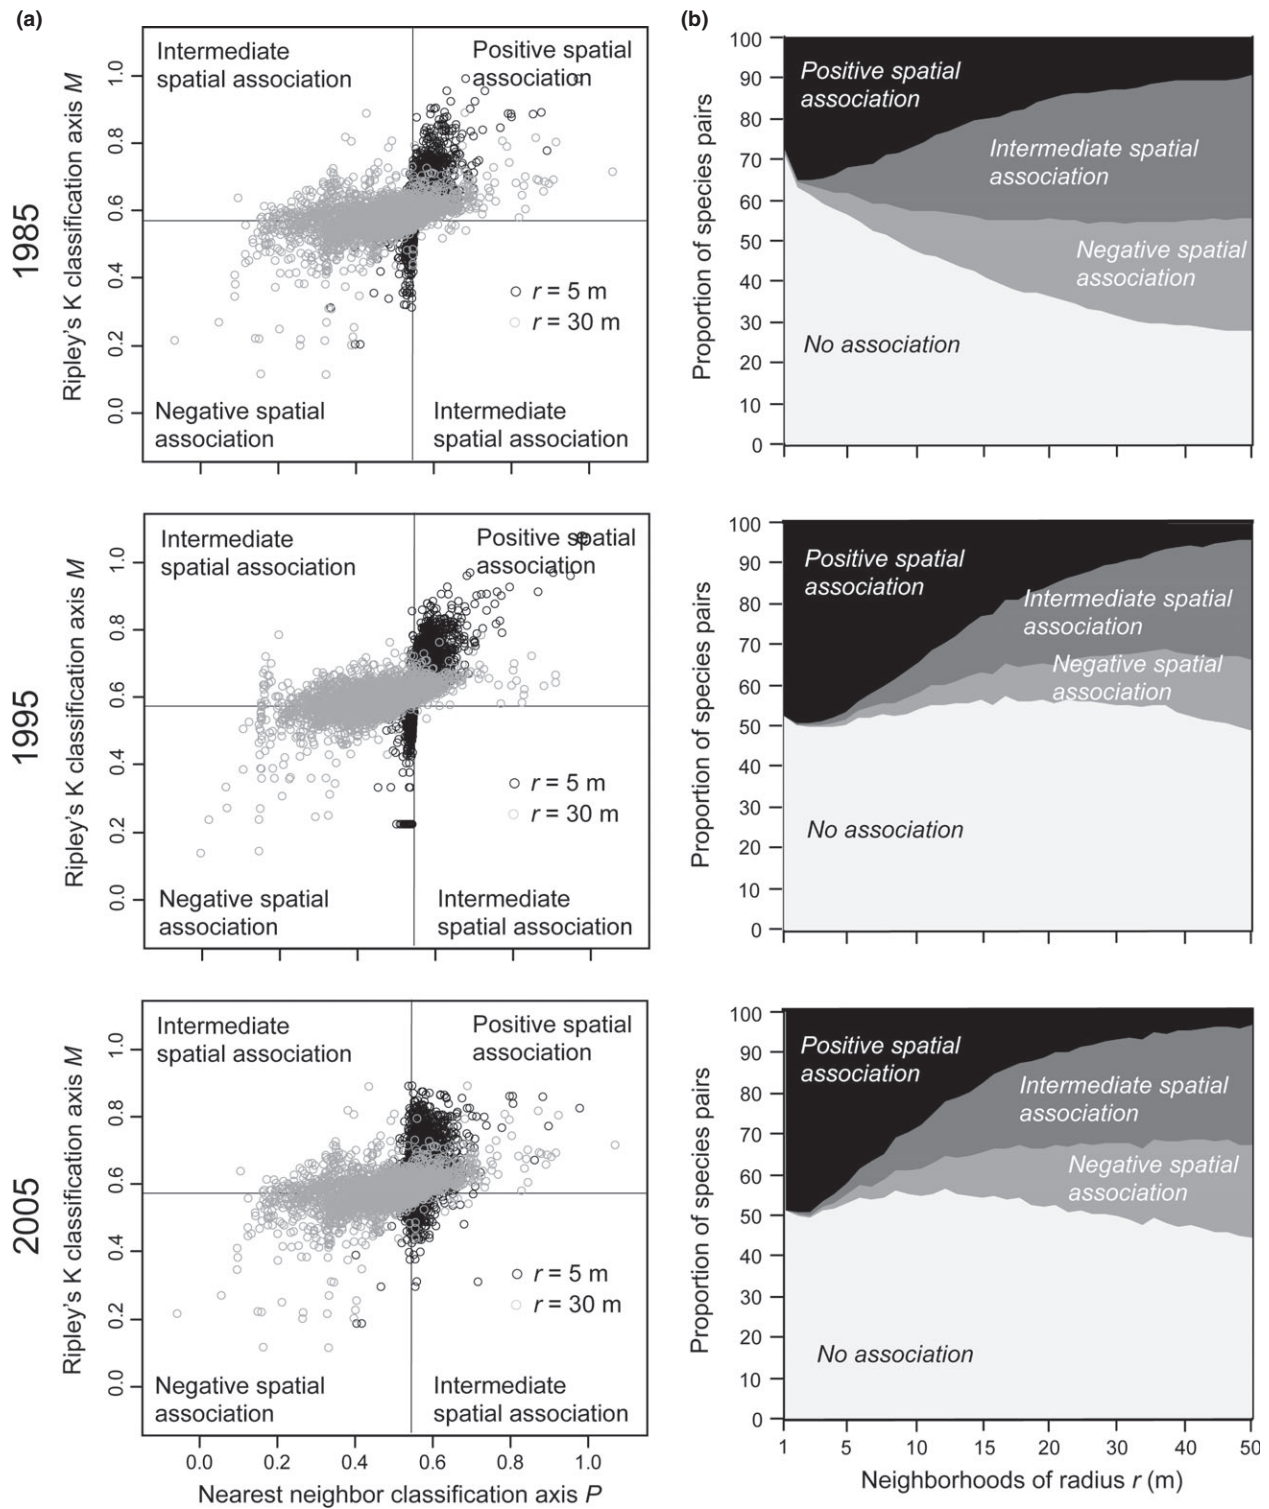 (a)
1985
Ripley's K classification axis M
0.0
0.2
0.4
0.6
0.8
1.0
Intermediate
spatial association
Positive spatial
association
r = 5 m
r = 30 m
Negative spatial
association
Intermediate
spatial association
(b)
Proportion of species pairs
100
90
80
70
60
50
40
30
20
10
0
Positive spatial
association
Intermediate spatial
association
Negative spatial
association
No association
1995
Ripley's K classification axis M
0.0
0.2
0.4
0.6
0.8
1.0
Intermediate
spatial association
Positive spatial
association
r = 5 m
r = 30 m
Negative spatial
association
Intermediate
spatial association
Proportion of species pairs
100
90
80
70
60
50
40
30
20
10
0
Positive spatial
association
Intermediate spatial
association
Negative spatial
association
No association
2005
Ripley's K classification axis M
0.0
0.2
0.4
0.6
0.8
1.0
Intermediate
spatial association
Positive spatial
association
r = 5 m
r = 30 m
Negative spatial
association
Intermediate
spatial association
0.0 0.2 0.4 0.6 0.8 1.0
Nearest neighbor classification axis P
Proportion of species pairs
100
90
80
70
60
50
40
30
20
10
0
Positive spatial
association
Intermediate spatial
association
Negative spatial
association
No association
1 5 10 15 20 30 40 50
Neighborhoods of radius r (m)